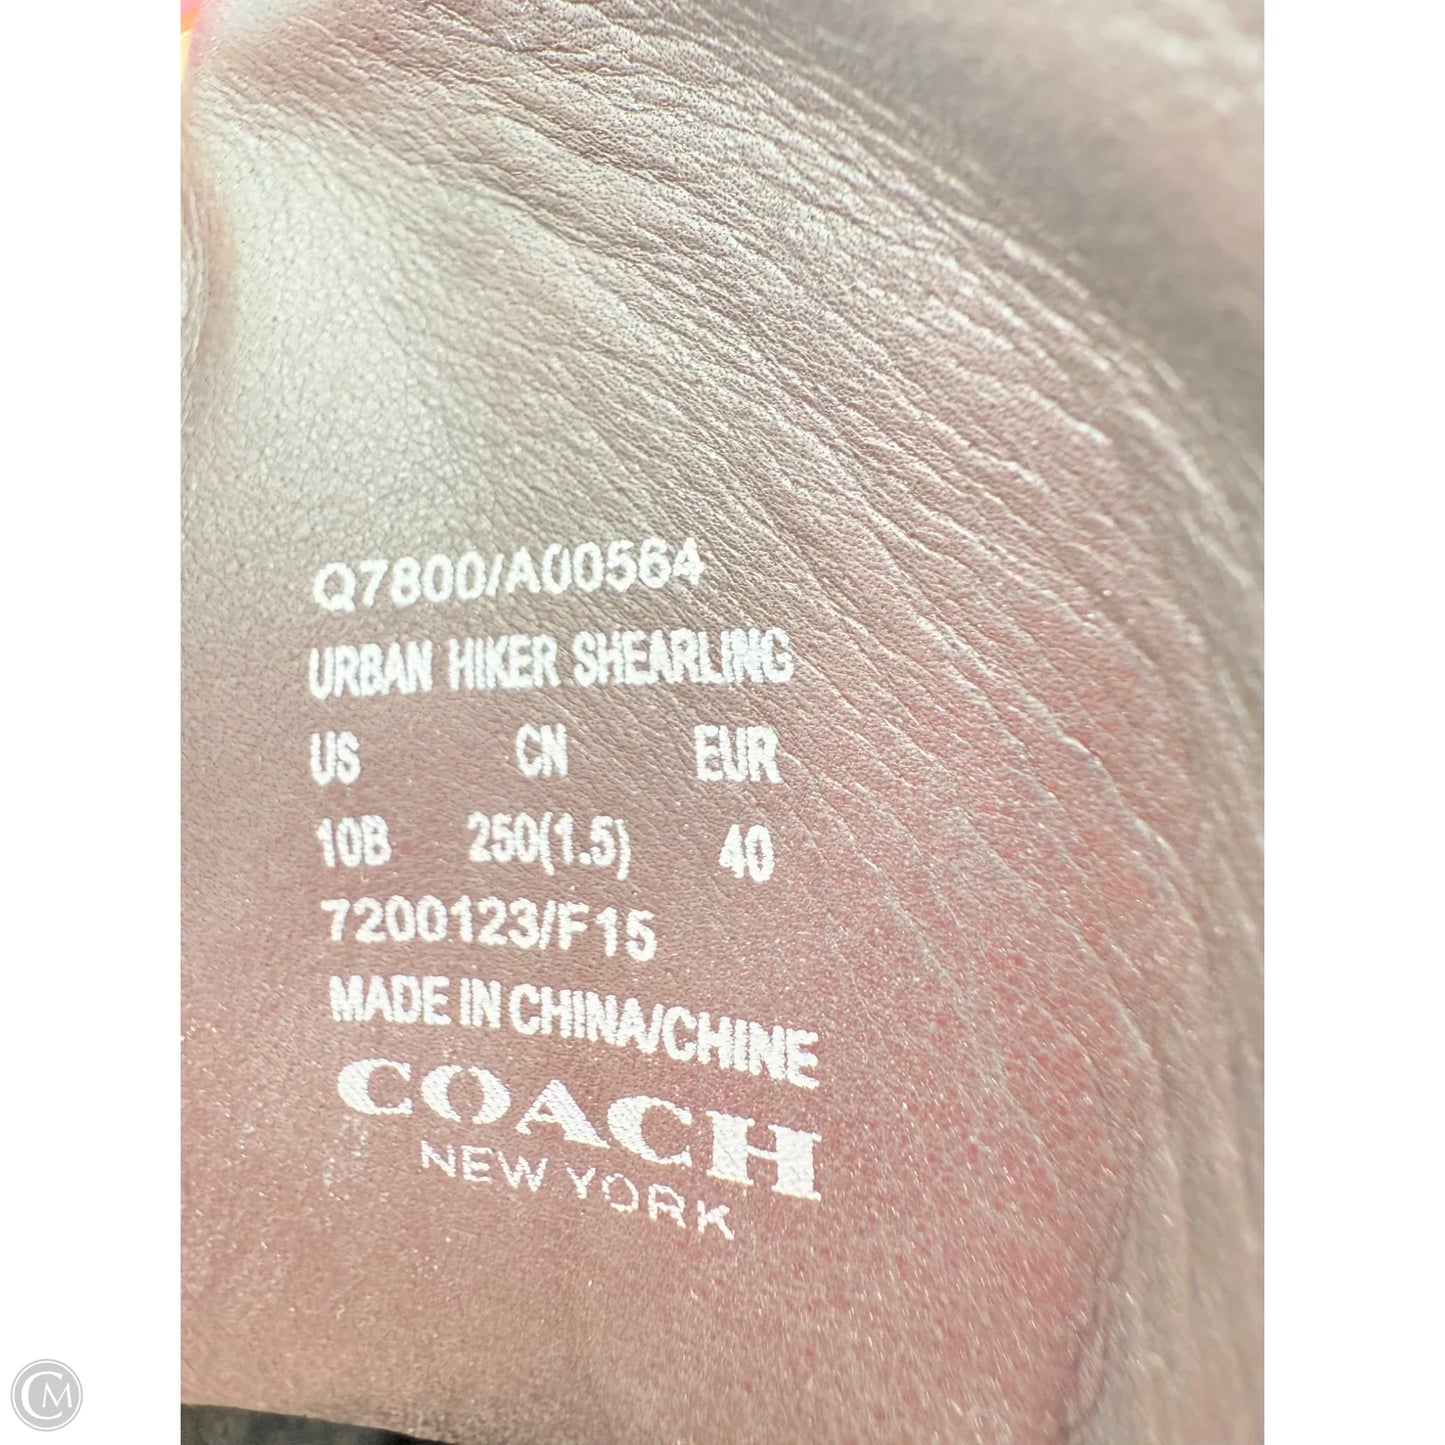 Q7800/A00564
URBAN HIKER SHEARLING
US CN EUR
10B 250(1.5) 40
7200123/F15
MADE IN CHINA/CHINE
COACH
NEW YORK
CM